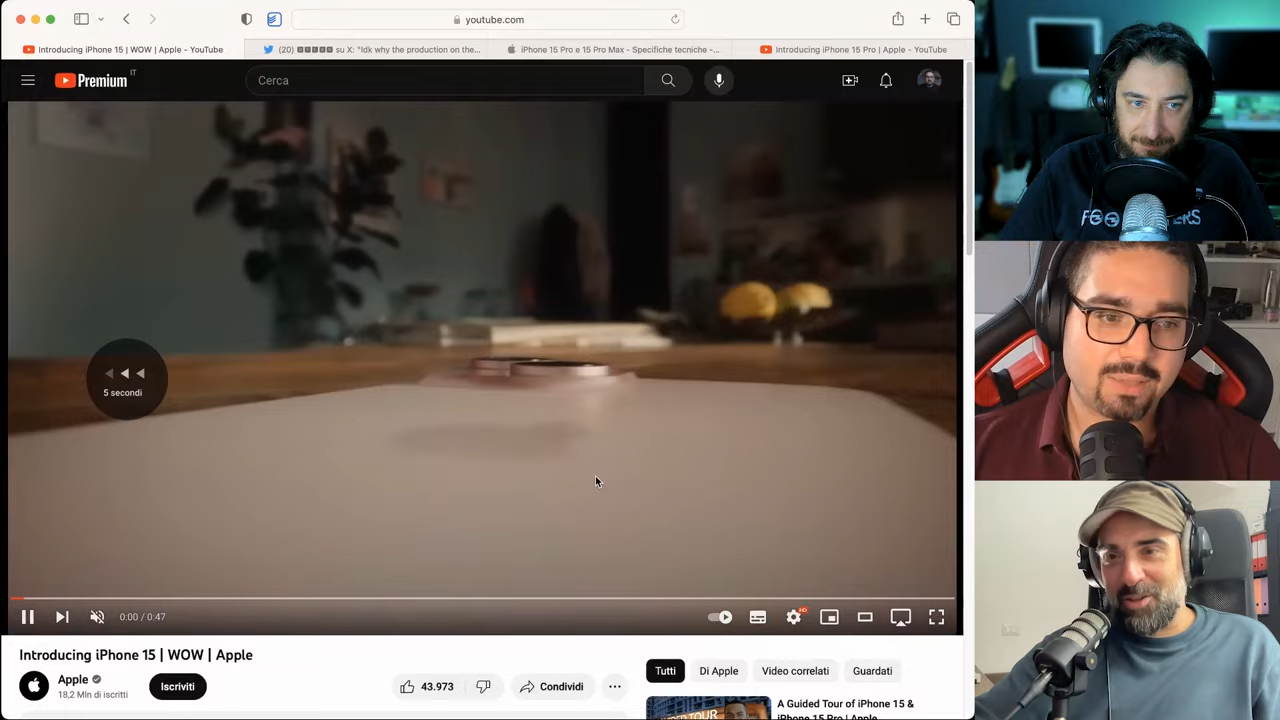 youtube.com
Introducing iPhone 15 | WOW | Apple - YouTube
su X: "Idk why the production on the...
iPhone 15 Pro e 15 Pro Max - Specifiche tecniche -...
Introducing iPhone 15 Pro | Apple - YouTube
Premium IT
Cerca
5 secondi
0:00 / 0:47
HD
Introducing iPhone 15 | WOW | Apple
Apple
18,2 Mln di iscritti
Iscriviti
43.973
Condividi
Tutti
Di Apple
Video correlati
Guardati
A Guided Tour of iPhone 15 &
iPhone 15 Pro | Apple